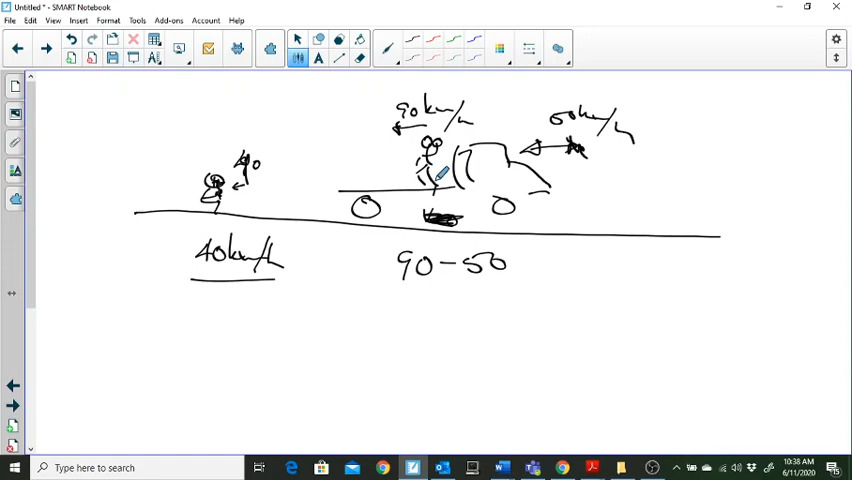 Untitled * - SMART Notebook
File Edit View Insert Format Tools Add-ons Account Help
90km/h
50km/h
40
40km/h
90-50
Type here to search
10:38 AM
6/11/2020